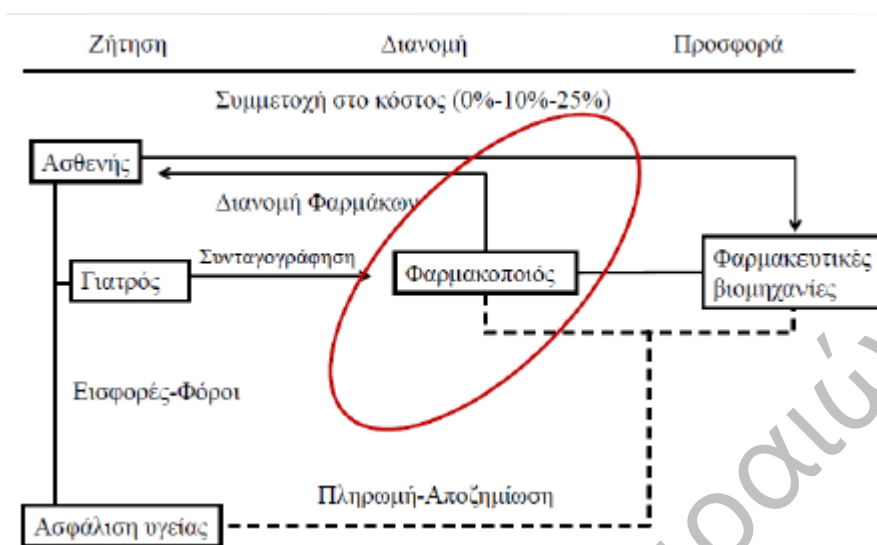 Ζήτηση Διανομή Προσφορά
Συμμετοχή στο κόστος (0%-10%-25%)
Ασθενής
Διανομή Φαρμάκων
Συνταγογράφηση
Γιατρός
Φαρμακοποιός
Φαρμακευτικές
βιομηχανίες
Εισφορές-Φόροι
Πληρωμή-Αποζημίωση
Ασφάλιση υγείας